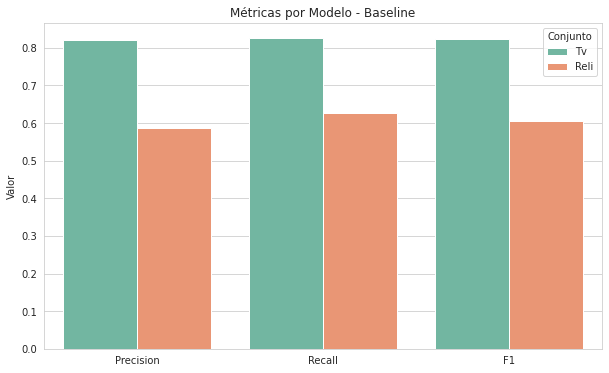 Métricas por Modelo - Baseline
Conjunto
Tv
Reli
Valor
0.8
0.7
0.6
0.5
0.4
0.3
0.2
0.1
0.0
Precision Recall F1